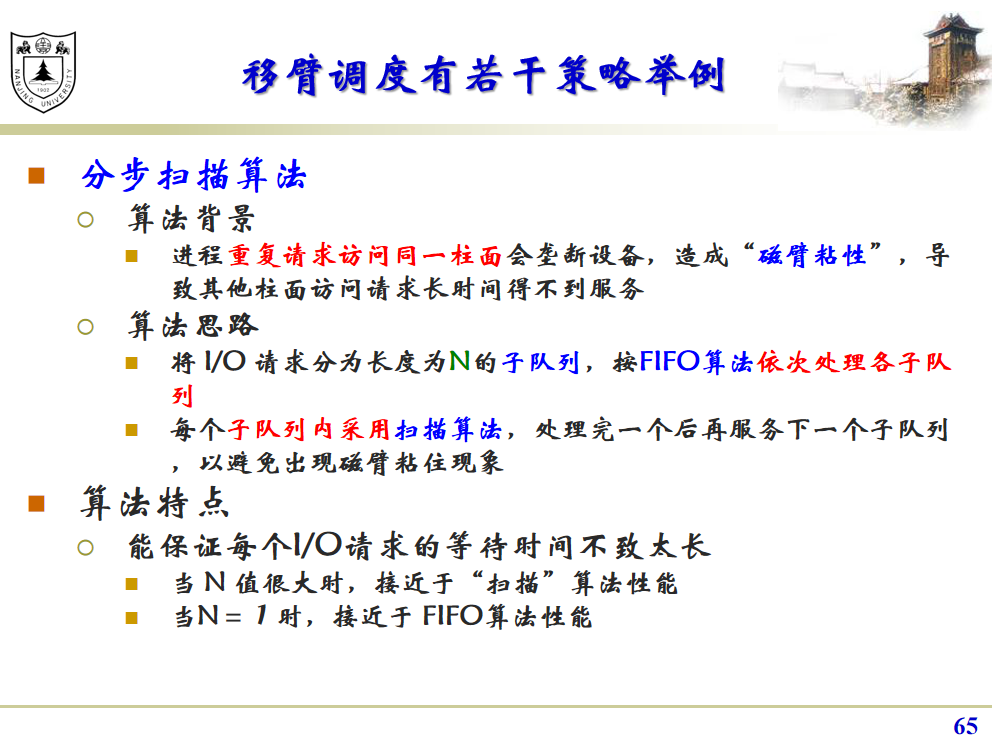 NANJING UNIVERSITY
1902
移臂调度有若干策略举例
分步扫描算法
算法背景
进程重复请求访问同一柱面会垄断设备，造成“磁臂粘性”，导
致其他柱面访问请求长时间得不到服务
算法思路
将 I/O 请求分为长度为N的子队列，按FIFO算法依次处理各子队
列
每个子队列内采用扫描算法，处理完一个后再服务下一个子队列
，以避免出现磁臂粘住现象
算法特点
能保证每个I/O请求的等待时间不致太长
当 N 值很大时，接近于“扫描”算法性能
当N = 1 时，接近于 FIFO算法性能
65